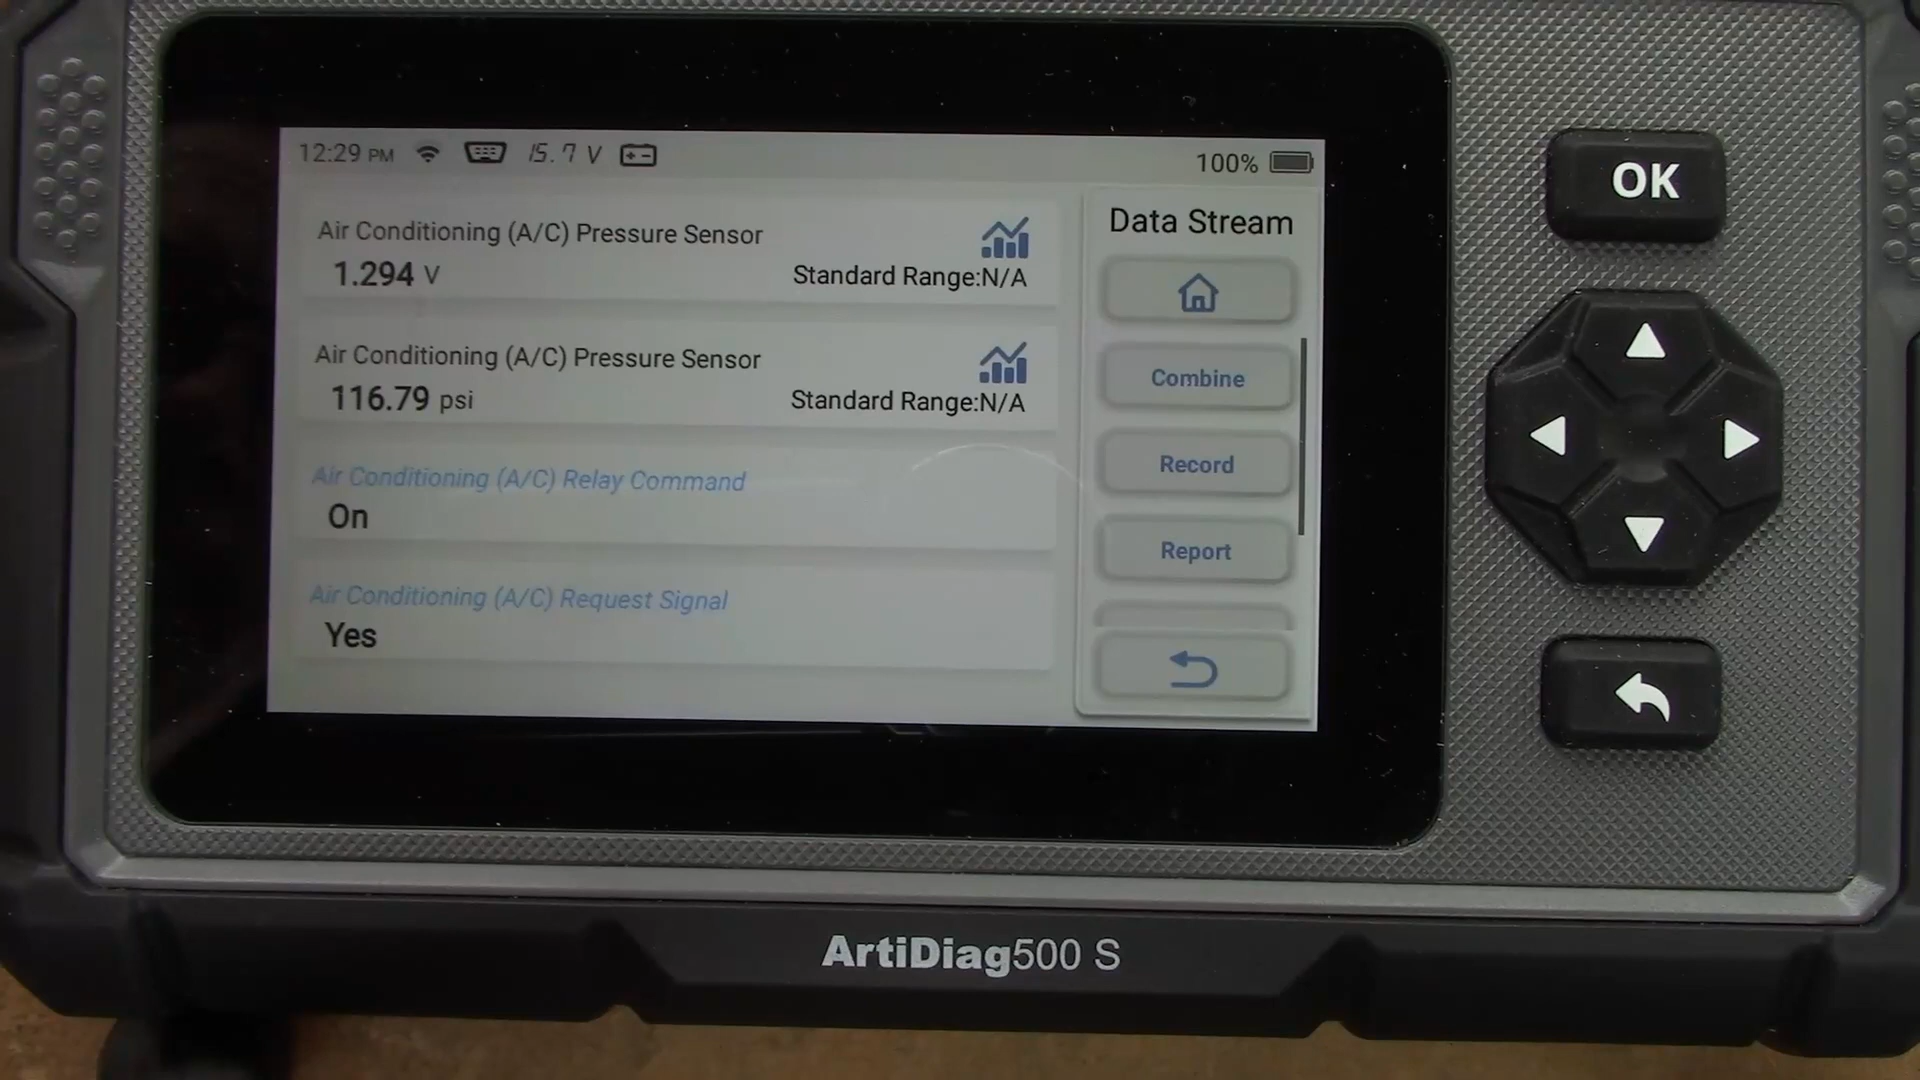 12:29 PM 15.7 V 100%
Air Conditioning (A/C) Pressure Sensor
1.294 V Standard Range:N/A
Air Conditioning (A/C) Pressure Sensor
116.79 psi Standard Range:N/A
Air Conditioning (A/C) Relay Command
On
Air Conditioning (A/C) Request Signal
Yes
Data Stream
Combine
Record
Report
OK
ArtiDiag500 S